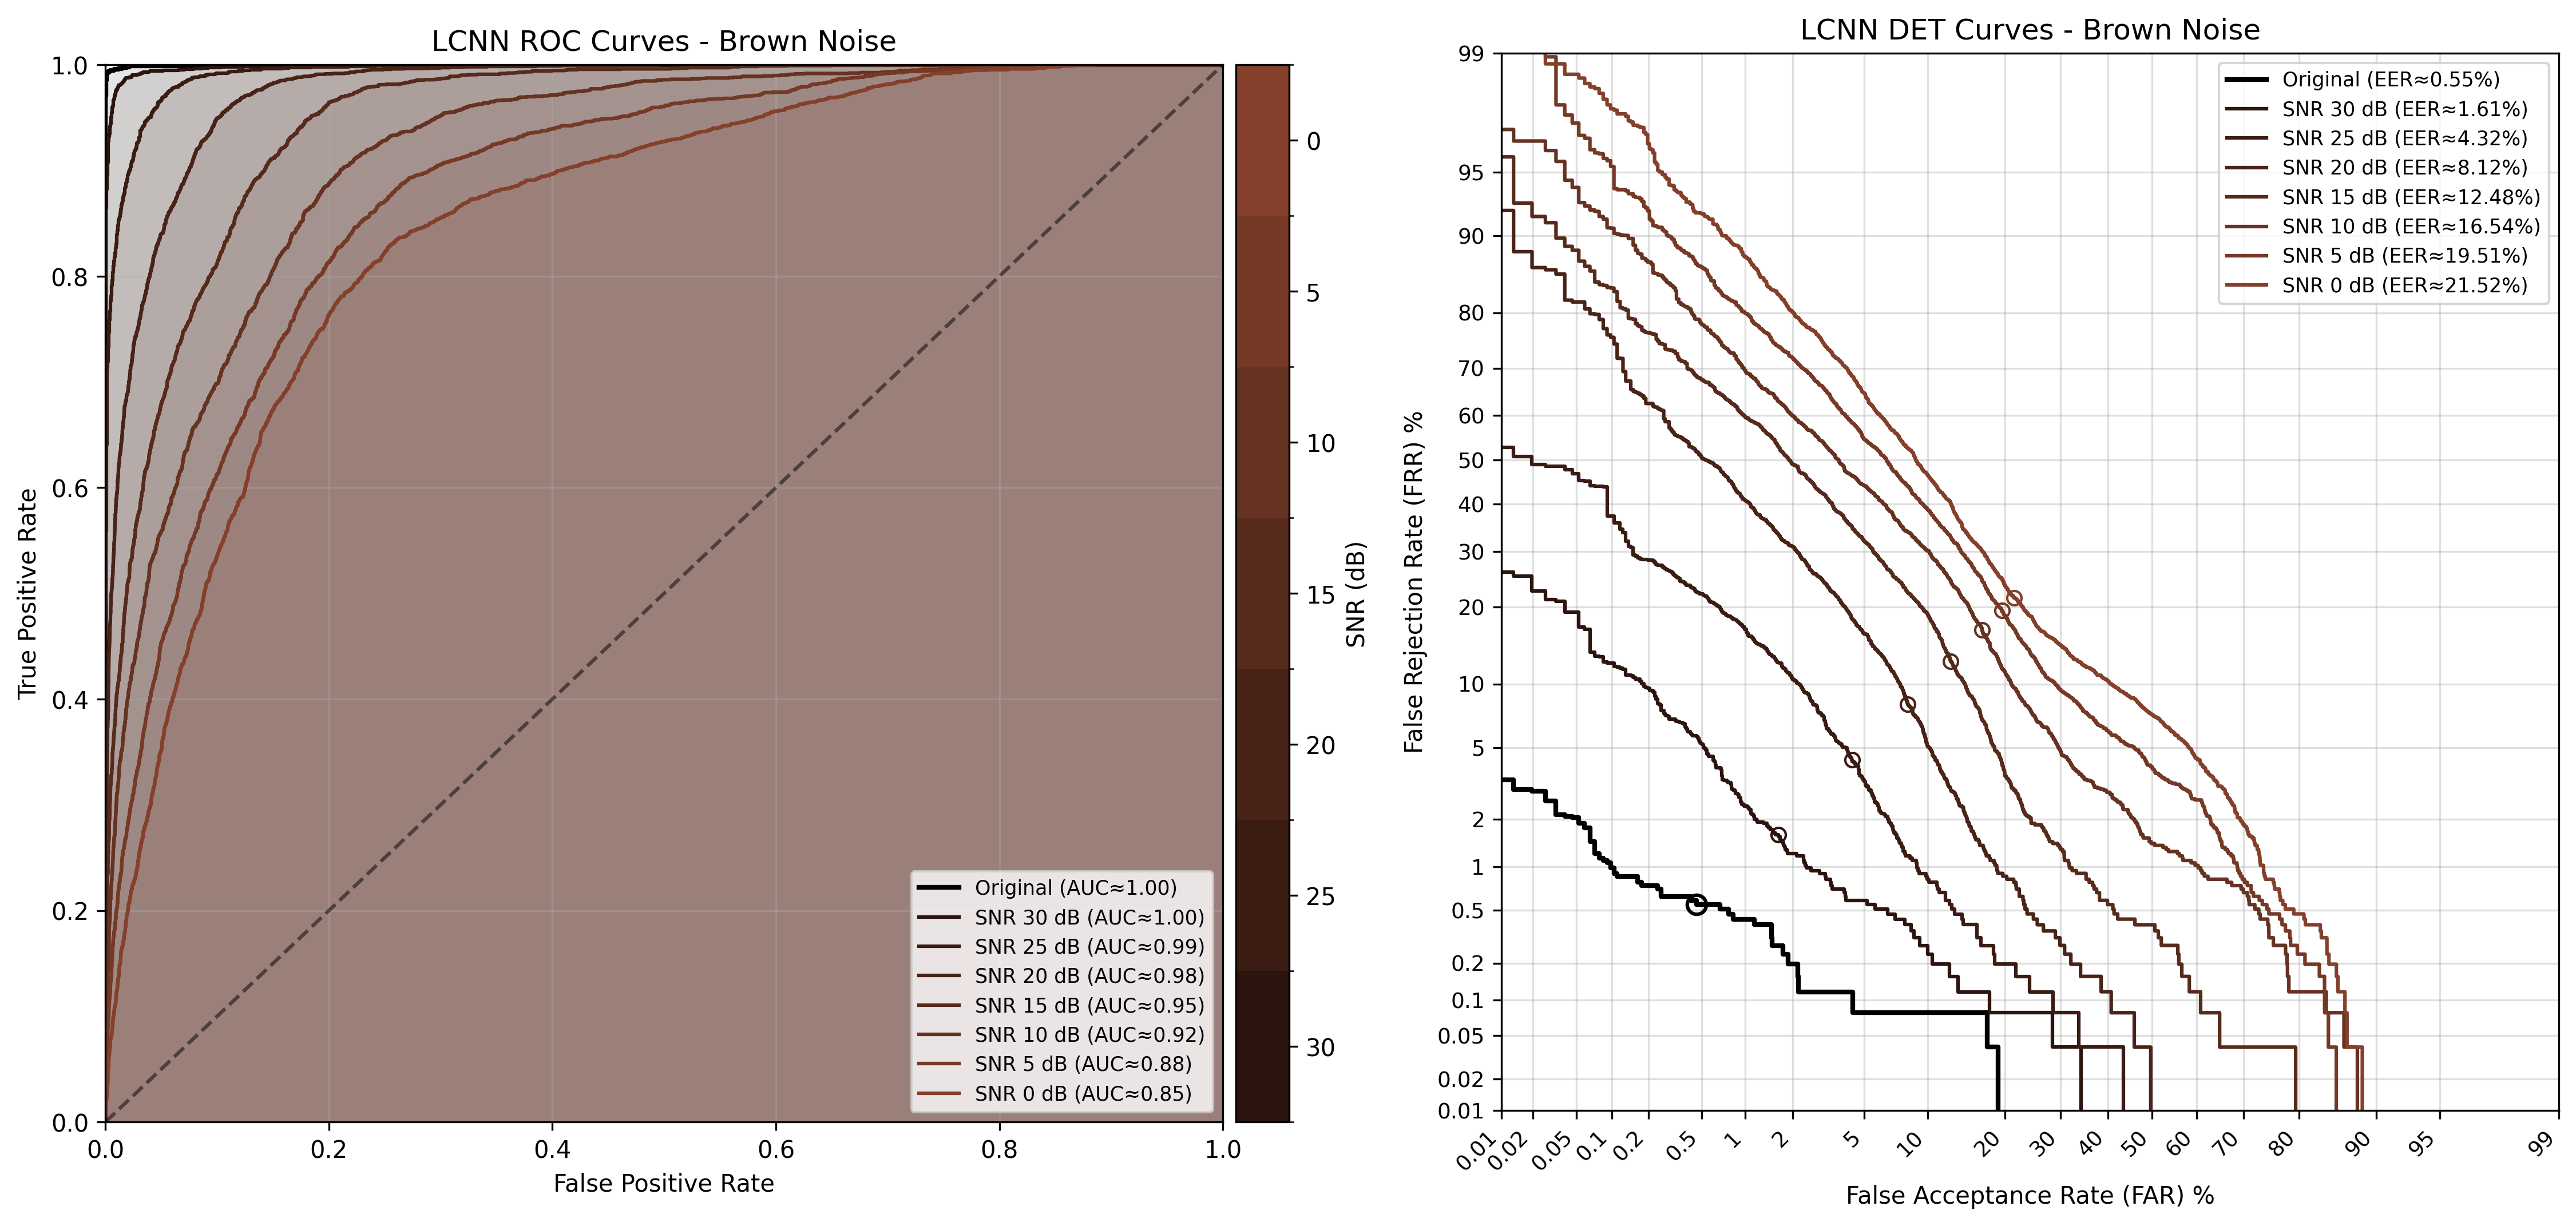 LCNN ROC Curves - Brown Noise
1.0
0.8
0.6
0.4
0.2
0.0
True Positive Rate
0.0 0.2 0.4 0.6 0.8 1.0
False Positive Rate
Original (AUC≈1.00)
SNR 30 dB (AUC≈1.00)
SNR 25 dB (AUC≈0.99)
SNR 20 dB (AUC≈0.98)
SNR 15 dB (AUC≈0.95)
SNR 10 dB (AUC≈0.92)
SNR 5 dB (AUC≈0.88)
SNR 0 dB (AUC≈0.85)
0
5
10
15
20
25
30
SNR (dB)
LCNN DET Curves - Brown Noise
99
95
90
80
70
60
50
40
30
20
10
5
2
1
0.5
0.2
0.1
0.05
0.02
0.01
False Rejection Rate (FRR) %
Original (EER≈0.55%)
SNR 30 dB (EER≈1.61%)
SNR 25 dB (EER≈4.32%)
SNR 20 dB (EER≈8.12%)
SNR 15 dB (EER≈12.48%)
SNR 10 dB (EER≈16.54%)
SNR 5 dB (EER≈19.51%)
SNR 0 dB (EER≈21.52%)
0.01 0.02 0.05 0.1 0.2 0.5 1 2 5 10 20 30 40 50 60 70 80 90 95 99
False Acceptance Rate (FAR) %